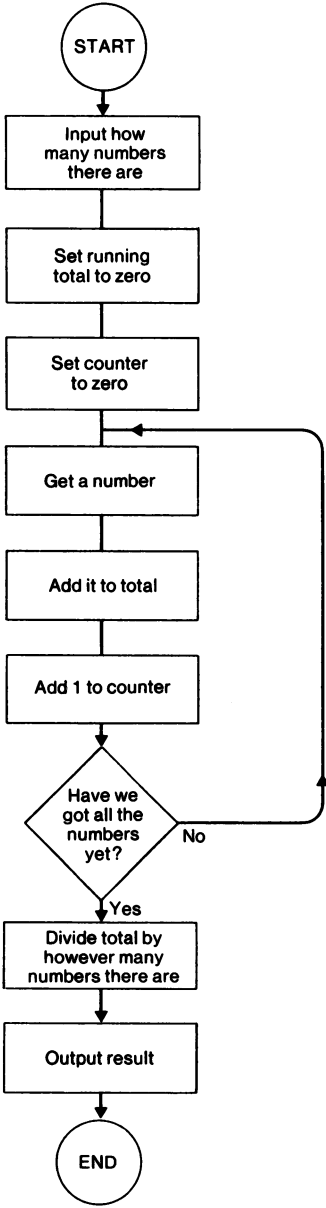 START
Input how
many numbers
there are
Set running
total to zero
Set counter
to zero
Get a number
Add it to total
Add 1 to counter
Have we
got all the
numbers
yet?
No
Yes
Divide total by
however many
numbers there are
Output result
END